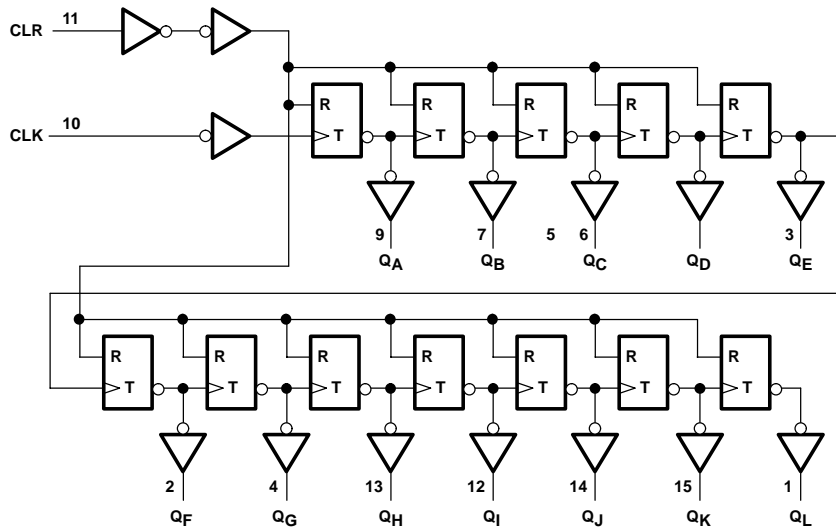 CLR 11
R R R R R
CLK 10
T T T T T
9 7 5 6 3
QA QB QC QD QE
R R R R R R R
T T T T T T T
2 4 13 12 14 15 1
QF QG QH QI QJ QK QL